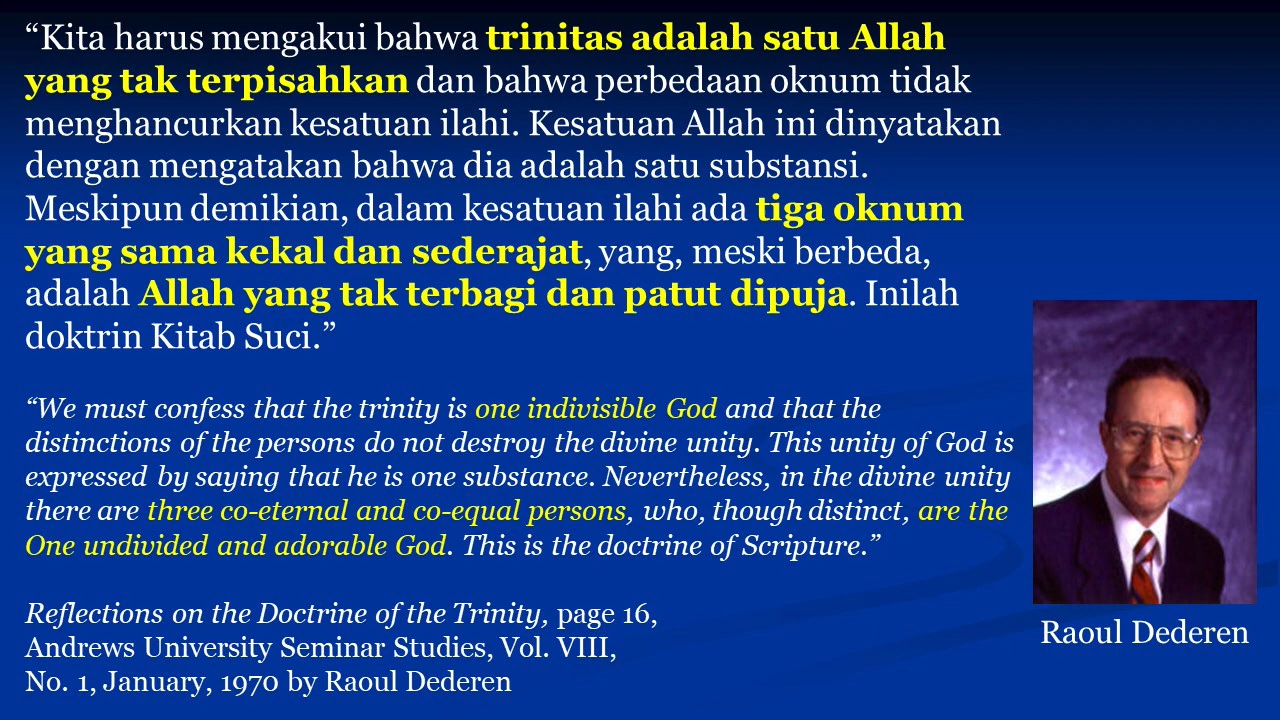 “Kita harus mengakui bahwa trinitas adalah satu Allah
yang tak terpisahkan dan bahwa perbedaan oknum tidak
menghancurkan kesatuan ilahi. Kesatuan Allah ini dinyatakan
dengan mengatakan bahwa dia adalah satu substansi.
Meskipun demikian, dalam kesatuan ilahi ada tiga oknum
yang sama kekal dan sederajat, yang, meski berbeda,
adalah Allah yang tak terbagi dan patut dipuja. Inilah
doktrin Kitab Suci.”
“We must confess that the trinity is one indivisible God and that the
distinctions of the persons do not destroy the divine unity. This unity of God is
expressed by saying that he is one substance. Nevertheless, in the divine unity
there are three co-eternal and co-equal persons, who, though distinct, are the
One undivided and adorable God. This is the doctrine of Scripture.”
Reflections on the Doctrine of the Trinity, page 16,
Andrews University Seminar Studies, Vol. VIII,
No. 1, January, 1970 by Raoul Dederen
Raoul Dederen